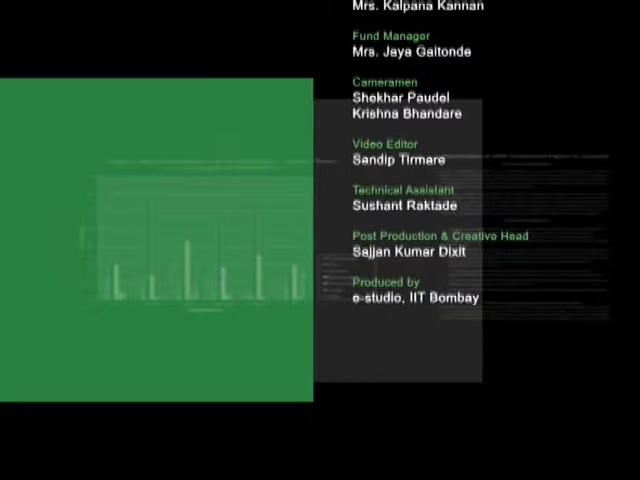 Mrs. Kalpana Kannan
Fund Manager
Mrs. Jaya Gaitonde
Cameramen
Shekhar Paudel
Krishna Bhandare
Video Editor
Sandip Tirmare
Technical Assistant
Sushant Raktade
Post Production & Creative Head
Sajjan Kumar Dixit
Produced by
e-studio, IIT Bombay